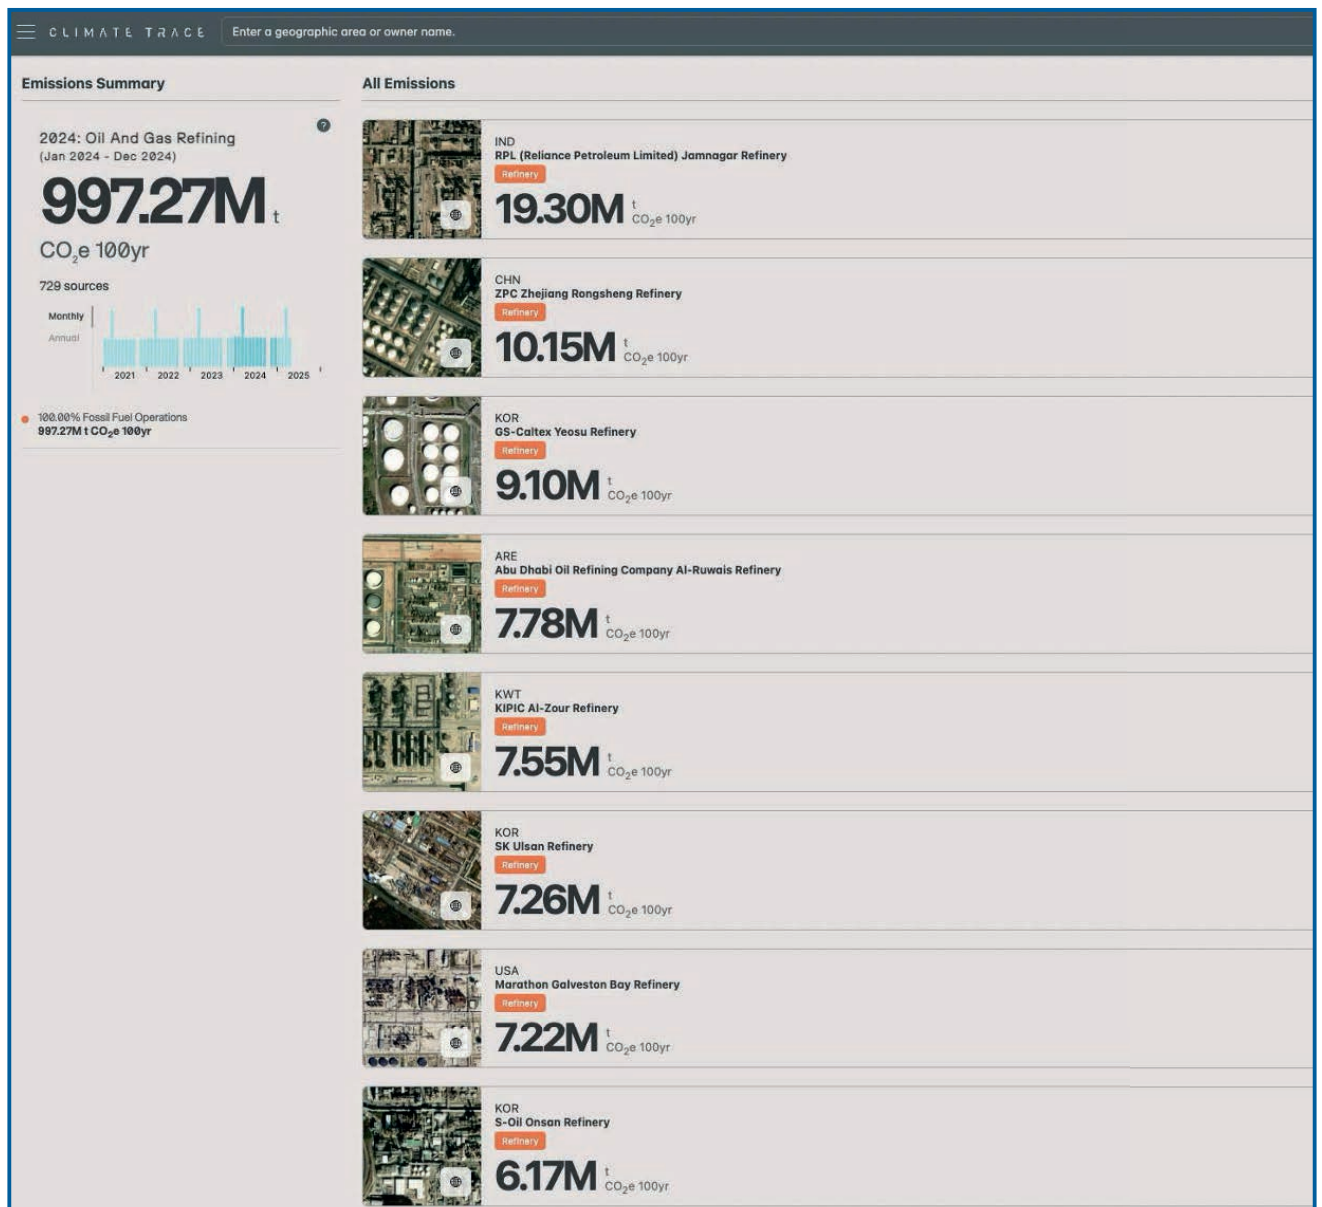 CLIMATE TRACE
Enter a geographic area or owner name.
Emissions Summary
2024: Oil And Gas Refining
(Jan 2024 - Dec 2024)
997.27M t
CO₂e 100yr
729 sources
Monthly
Annual
2021 2022 2023 2024 2025
100.00% Fossil Fuel Operations
997.27M t CO₂e 100yr
All Emissions
IND
RPL (Reliance Petroleum Limited) Jamnagar Refinery
Refinery
19.30M t
CO₂e 100yr
CHN
ZPC Zhejiang Rongsheng Refinery
Refinery
10.15M t
CO₂e 100yr
KOR
GS-Caltex Yeosu Refinery
Refinery
9.10M t
CO₂e 100yr
ARE
Abu Dhabi Oil Refining Company Al-Ruwais Refinery
Refinery
7.78M t
CO₂e 100yr
KWT
KIPIC Al-Zour Refinery
Refinery
7.55M t
CO₂e 100yr
KOR
SK Ulsan Refinery
Refinery
7.26M t
CO₂e 100yr
USA
Marathon Galveston Bay Refinery
Refinery
7.22M t
CO₂e 100yr
KOR
S-Oil Onsan Refinery
Refinery
6.17M t
CO₂e 100yr